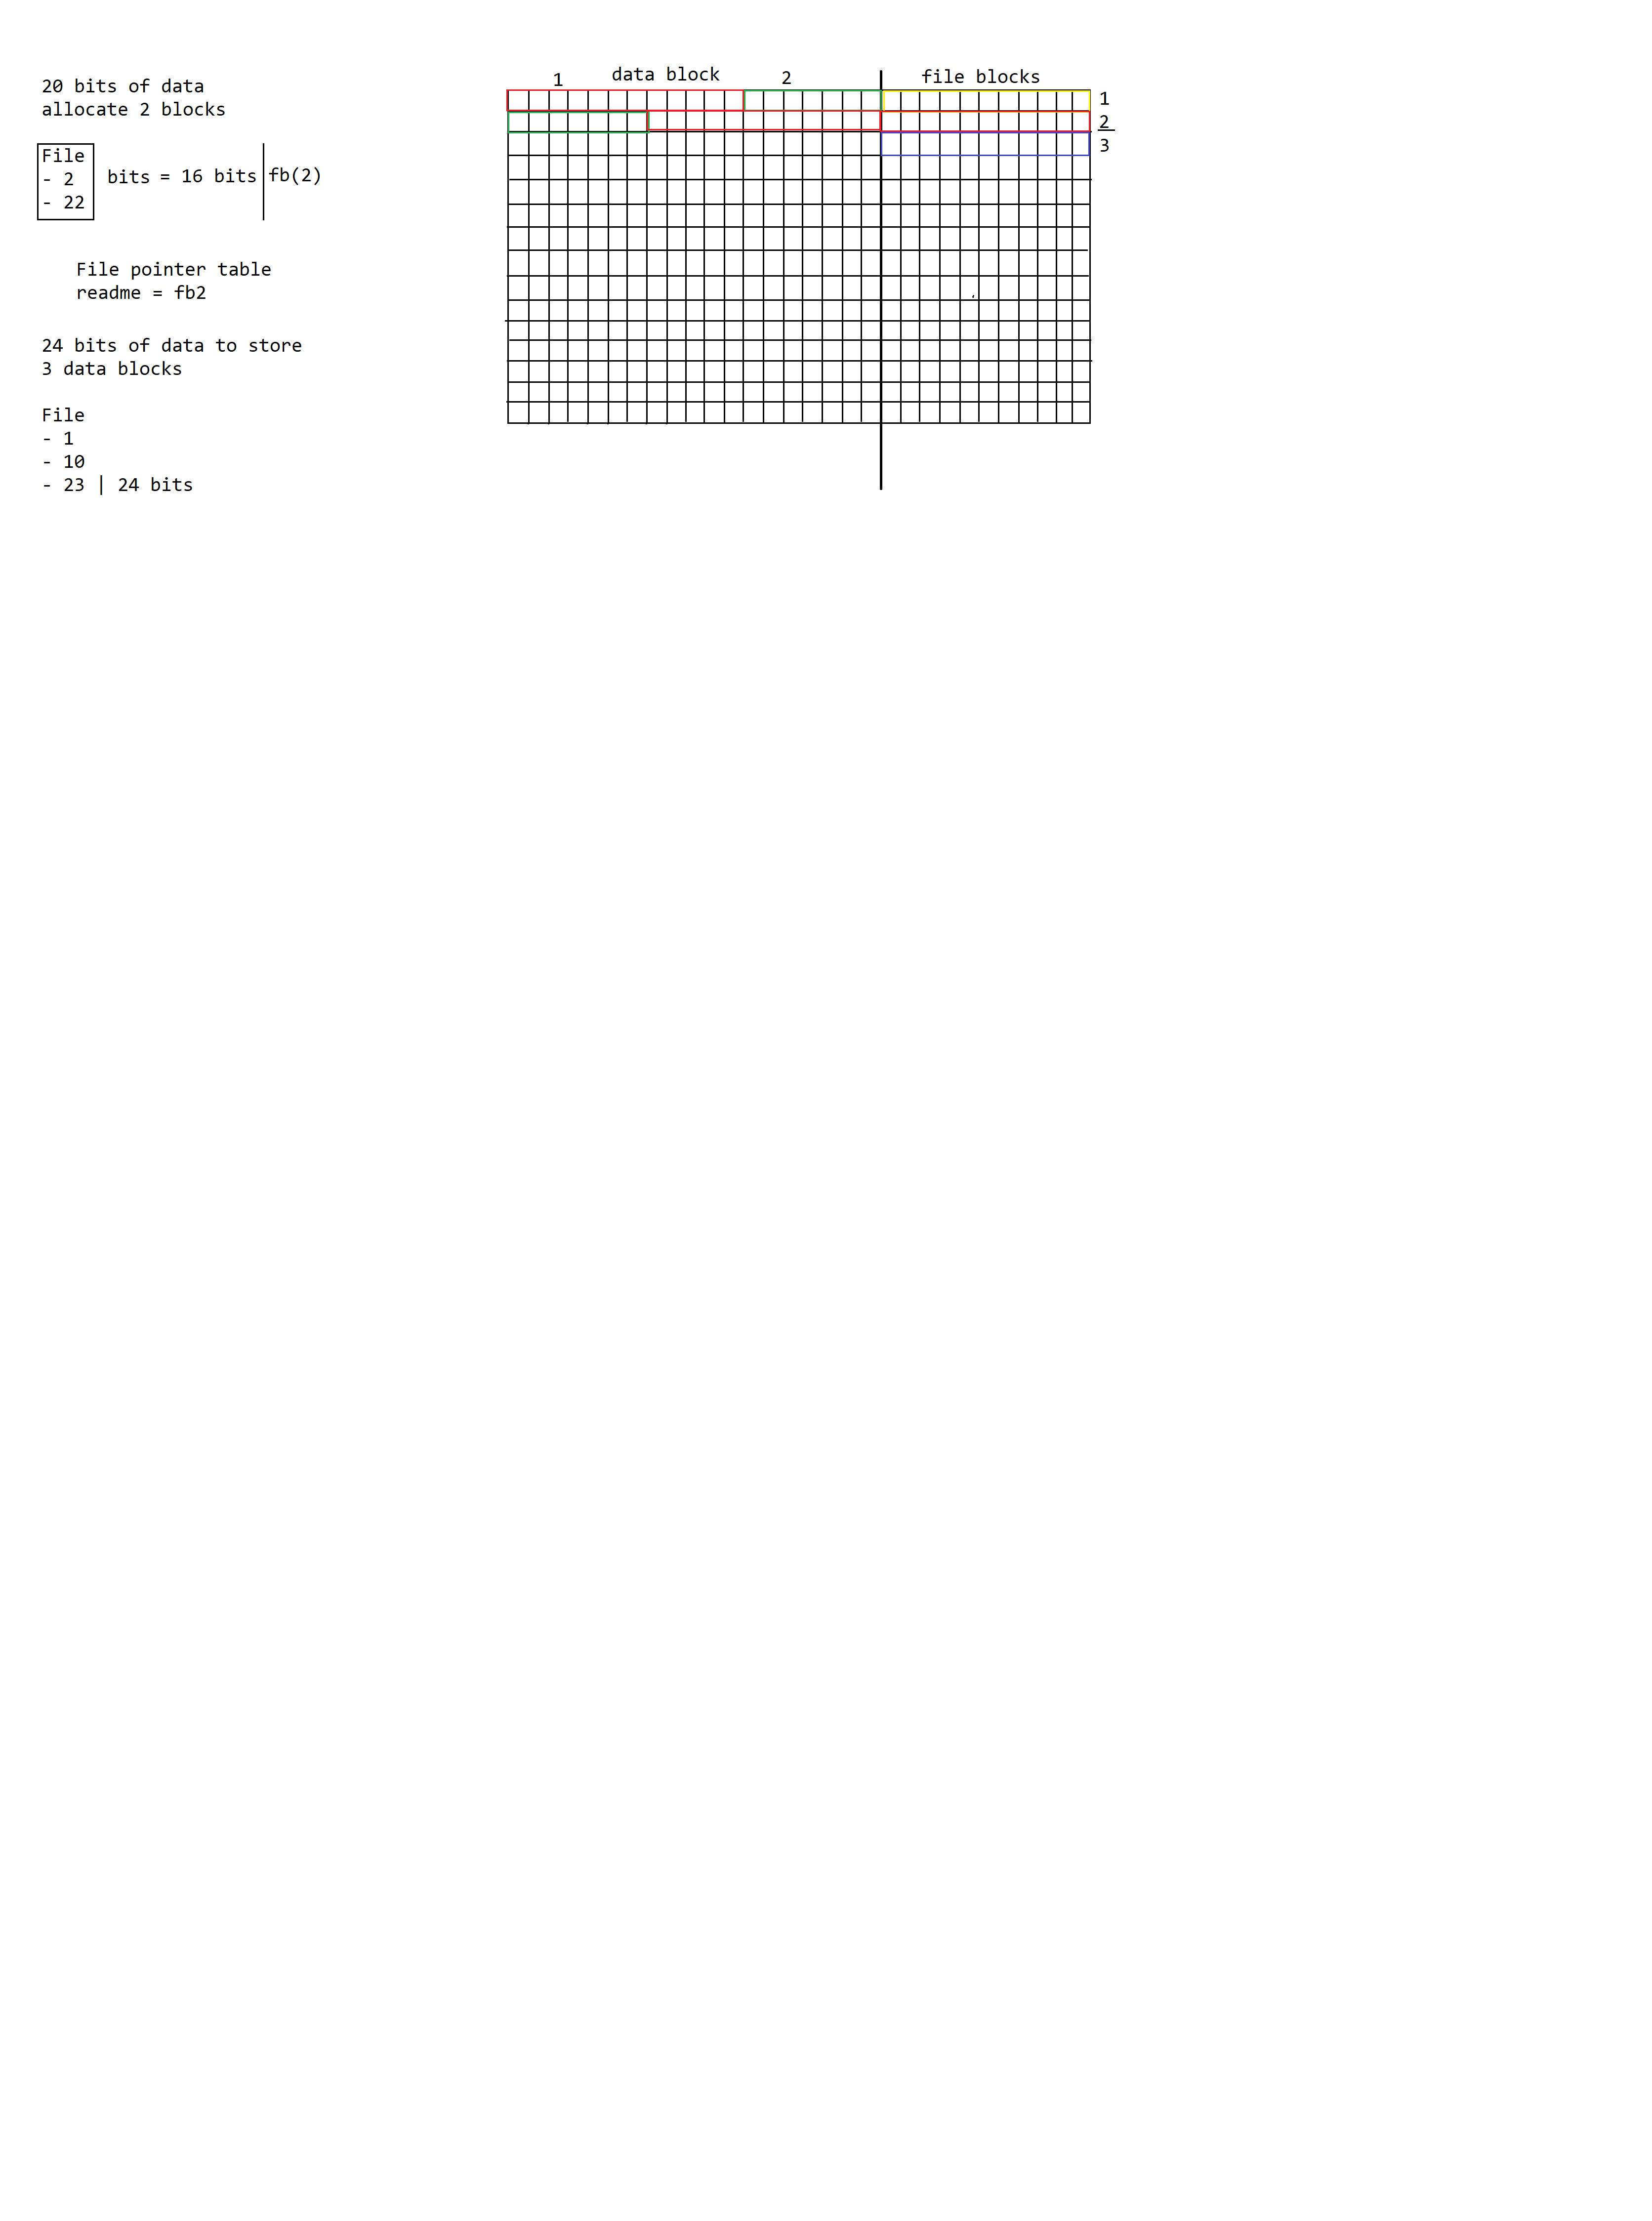 20 bits of data
allocate 2 blocks
File
- 2
- 22
bits = 16 bits
fb(2)
File pointer table
readme = fb2
24 bits of data to store
3 data blocks
File
- 1
- 10
- 23 | 24 bits
1
data block
2
file blocks
1
2
3